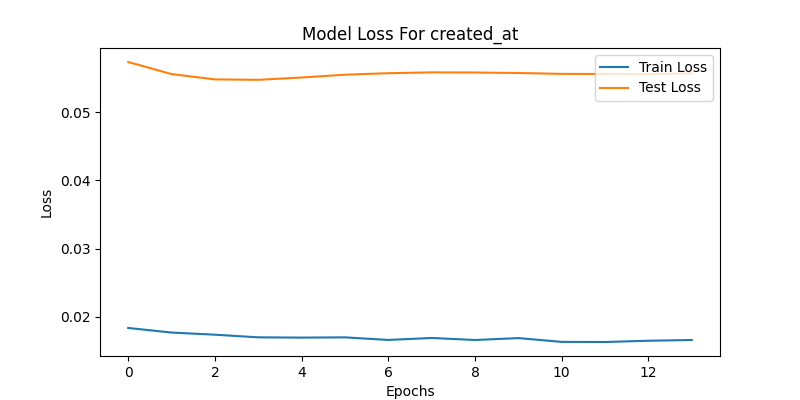 Model Loss For created_at
Train Loss
Test Loss
0.05
0.04
0.03
0.02
Loss
0 2 4 6 8 10 12
Epochs